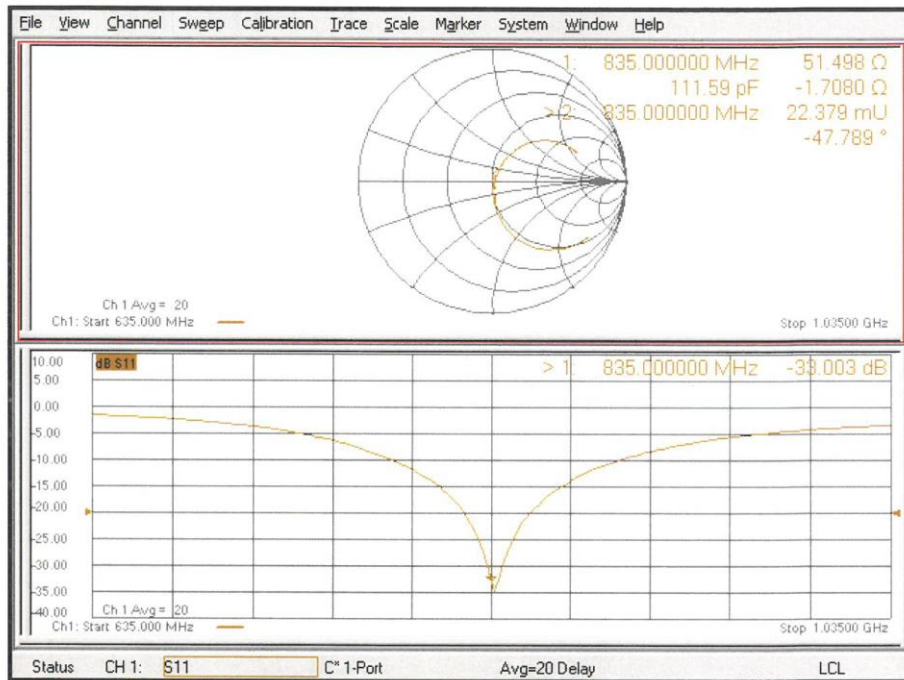 File View Channel Sweep Calibration Trace Scale Marker System Window Help
1: 835.000000 MHz 51.498 Ω
111.59 pF -1.7080 Ω
> 2: 835.000000 MHz 22.379 mU
-47.789 °
Ch 1 Avg = 20
Ch1: Start 635.000 MHz Stop 1.03500 GHz
10.00 dB S11 > 1: 835.000000 MHz -33.003 dB
5.00
0.00
-5.00
-10.00
-15.00
-20.00
-25.00
-30.00
-35.00
-40.00 Ch 1 Avg = 20
Ch1: Start 635.000 MHz Stop 1.03500 GHz
Status CH 1: S11 C* 1-Port Avg=20 Delay LCL